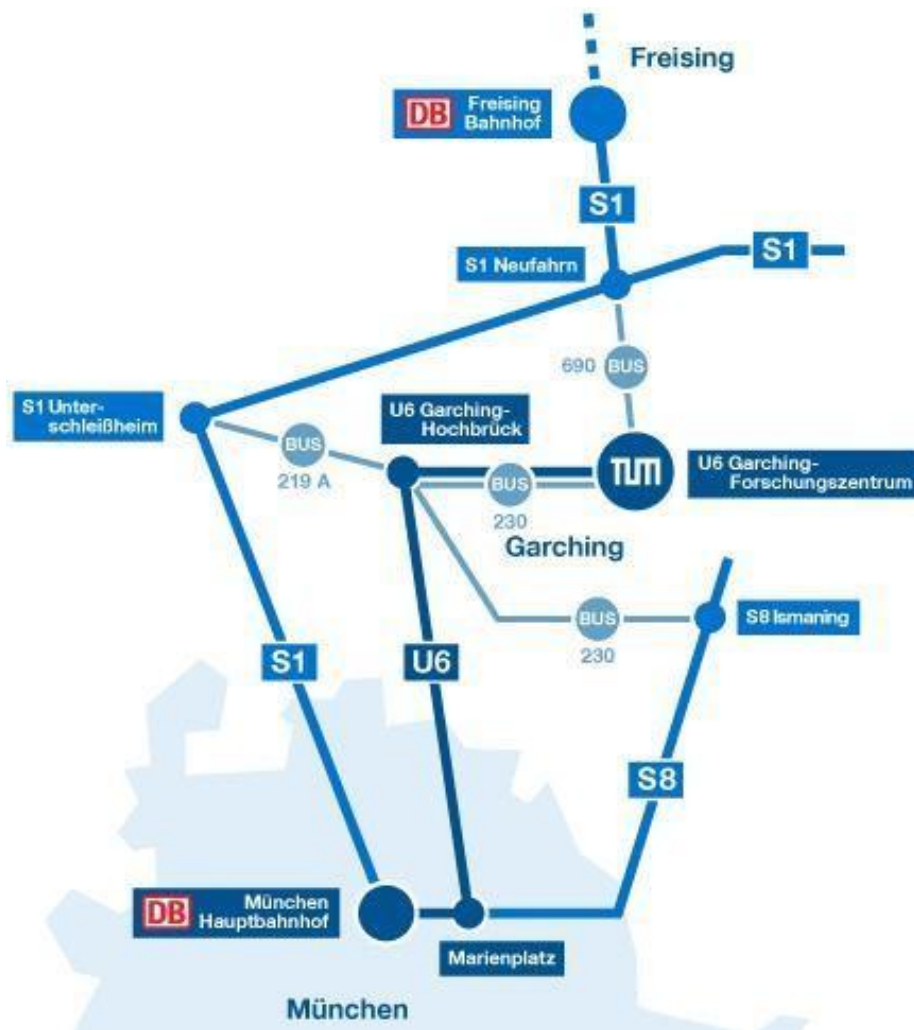 Freising
DB Freising
Bahnhof
S1
S1 Neufahrn
S1
690 BUS
S1 Unter-
schleißheim
U6 Garching-
Hochbrück
BUS
219 A
TUM
U6 Garching-
Forschungszentrum
BUS
230
Garching
S8 Ismaning
BUS
230
S1
U6
S8
DB München
Hauptbahnhof
Marienplatz
München